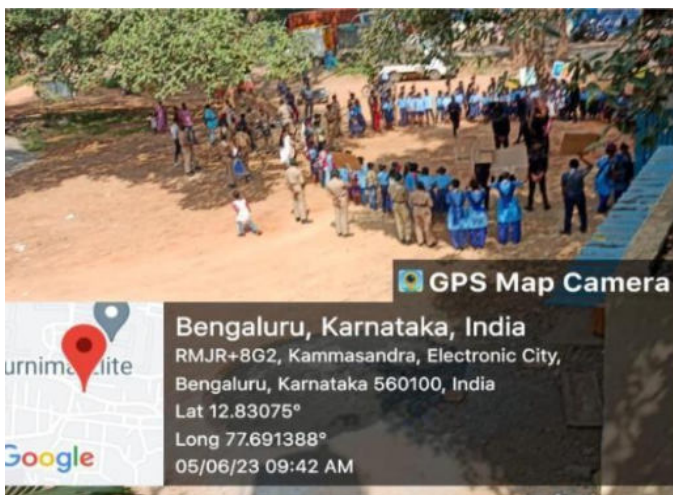 GPS Map Camera
Bengaluru, Karnataka, India
RMJR+8G2, Kammasandra, Electronic City,
Bengaluru, Karnataka 560100, India
Lat 12.83075°
Long 77.691388°
05/06/23 09:42 AM
Google